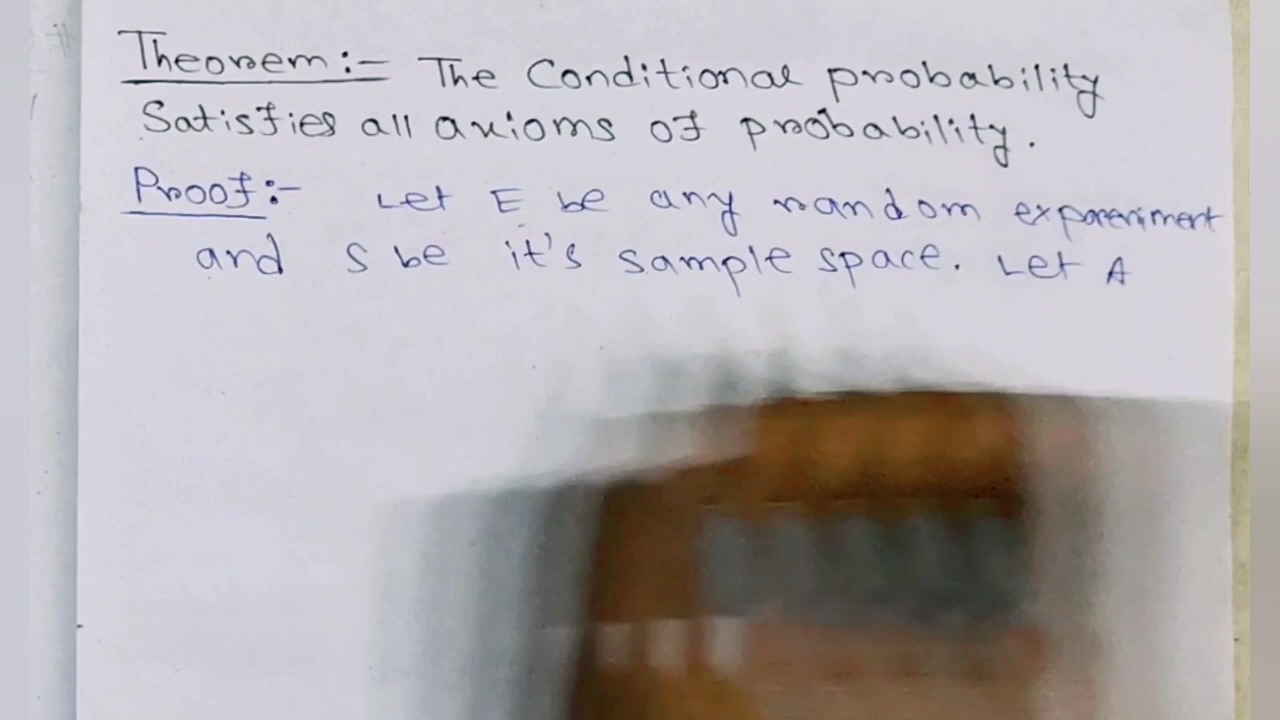 Theorem:- The Conditional probability
Satisfies all axioms of probability.
Proof:- Let E be any random expereriment
and S be it's sample space. Let A